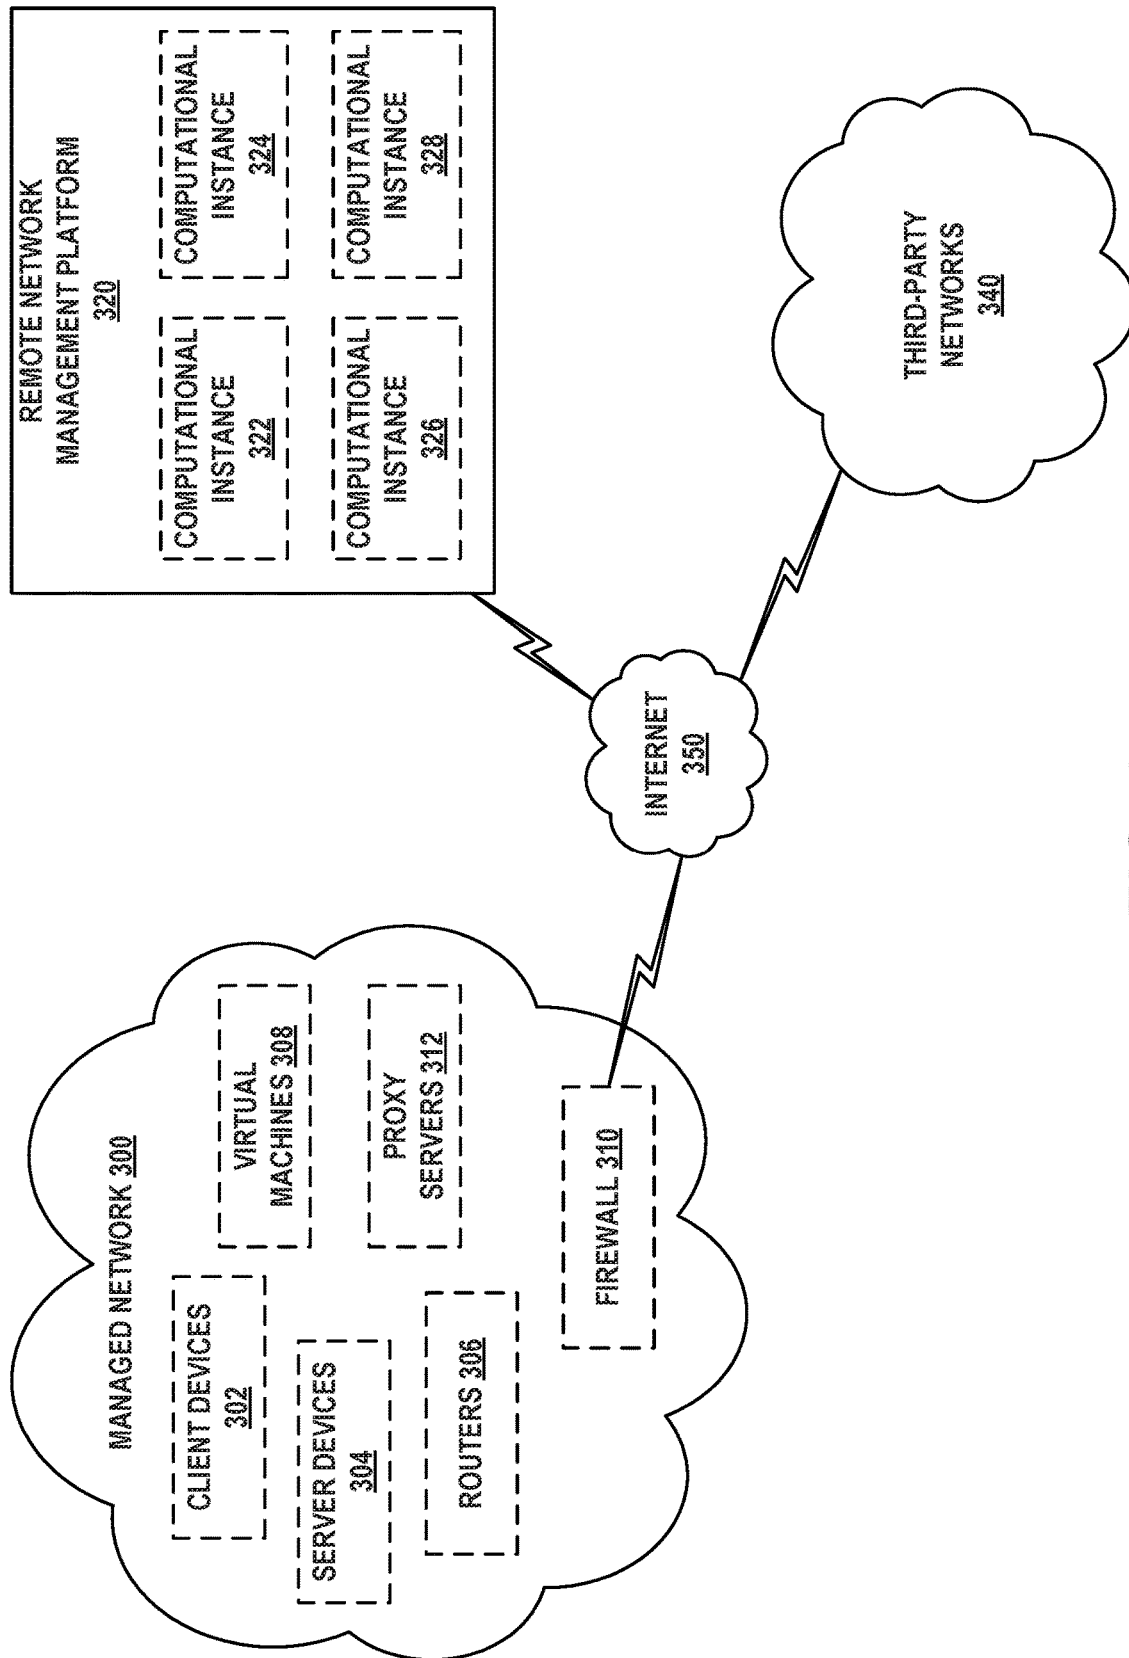 MANAGED NETWORK 300
CLIENT DEVICES
302
SERVER DEVICES
304
ROUTERS 306
VIRTUAL
MACHINES 308
PROXY
SERVERS 312
FIREWALL 310
INTERNET
350
REMOTE NETWORK
MANAGEMENT PLATFORM
320
COMPUTATIONAL
INSTANCE
322
COMPUTATIONAL
INSTANCE
324
COMPUTATIONAL
INSTANCE
326
COMPUTATIONAL
INSTANCE
328
THIRD-PARTY
NETWORKS
340